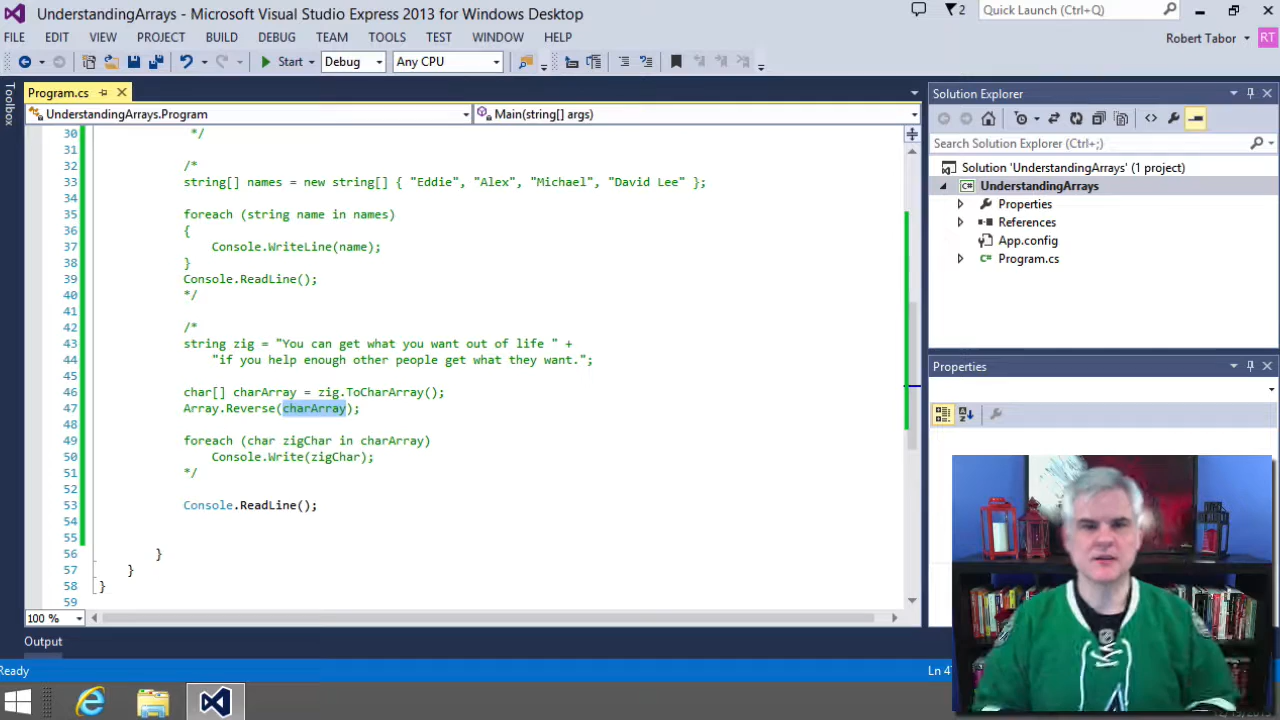 UnderstandingArrays - Microsoft Visual Studio Express 2013 for Windows Desktop
2
Quick Launch (Ctrl+Q)
FILE EDIT VIEW PROJECT BUILD DEBUG TEAM TOOLS TEST WINDOW HELP
Robert Tabor RT
Start Debug Any CPU
Toolbox
Program.cs
UnderstandingArrays.Program Main(string[] args)
30 */
31
32 /*
33 string[] names = new string[] { "Eddie", "Alex", "Michael", "David Lee" };
34
35 foreach (string name in names)
36 {
37 Console.WriteLine(name);
38 }
39 Console.ReadLine();
40 */
41
42 /*
43 string zig = "You can get what you want out of life " +
44 "if you help enough other people get what they want.";
45
46 char[] charArray = zig.ToCharArray();
47 Array.Reverse(charArray);
48
49 foreach (char zigChar in charArray)
50 Console.Write(zigChar);
51 */
52
53 Console.ReadLine();
54
55
56 }
57 }
58 }
59
100 %
Output
Ready
Ln 47
Solution Explorer
Search Solution Explorer (Ctrl+;)
Solution 'UnderstandingArrays' (1 project)
UnderstandingArrays
Properties
References
App.config
Program.cs
Properties